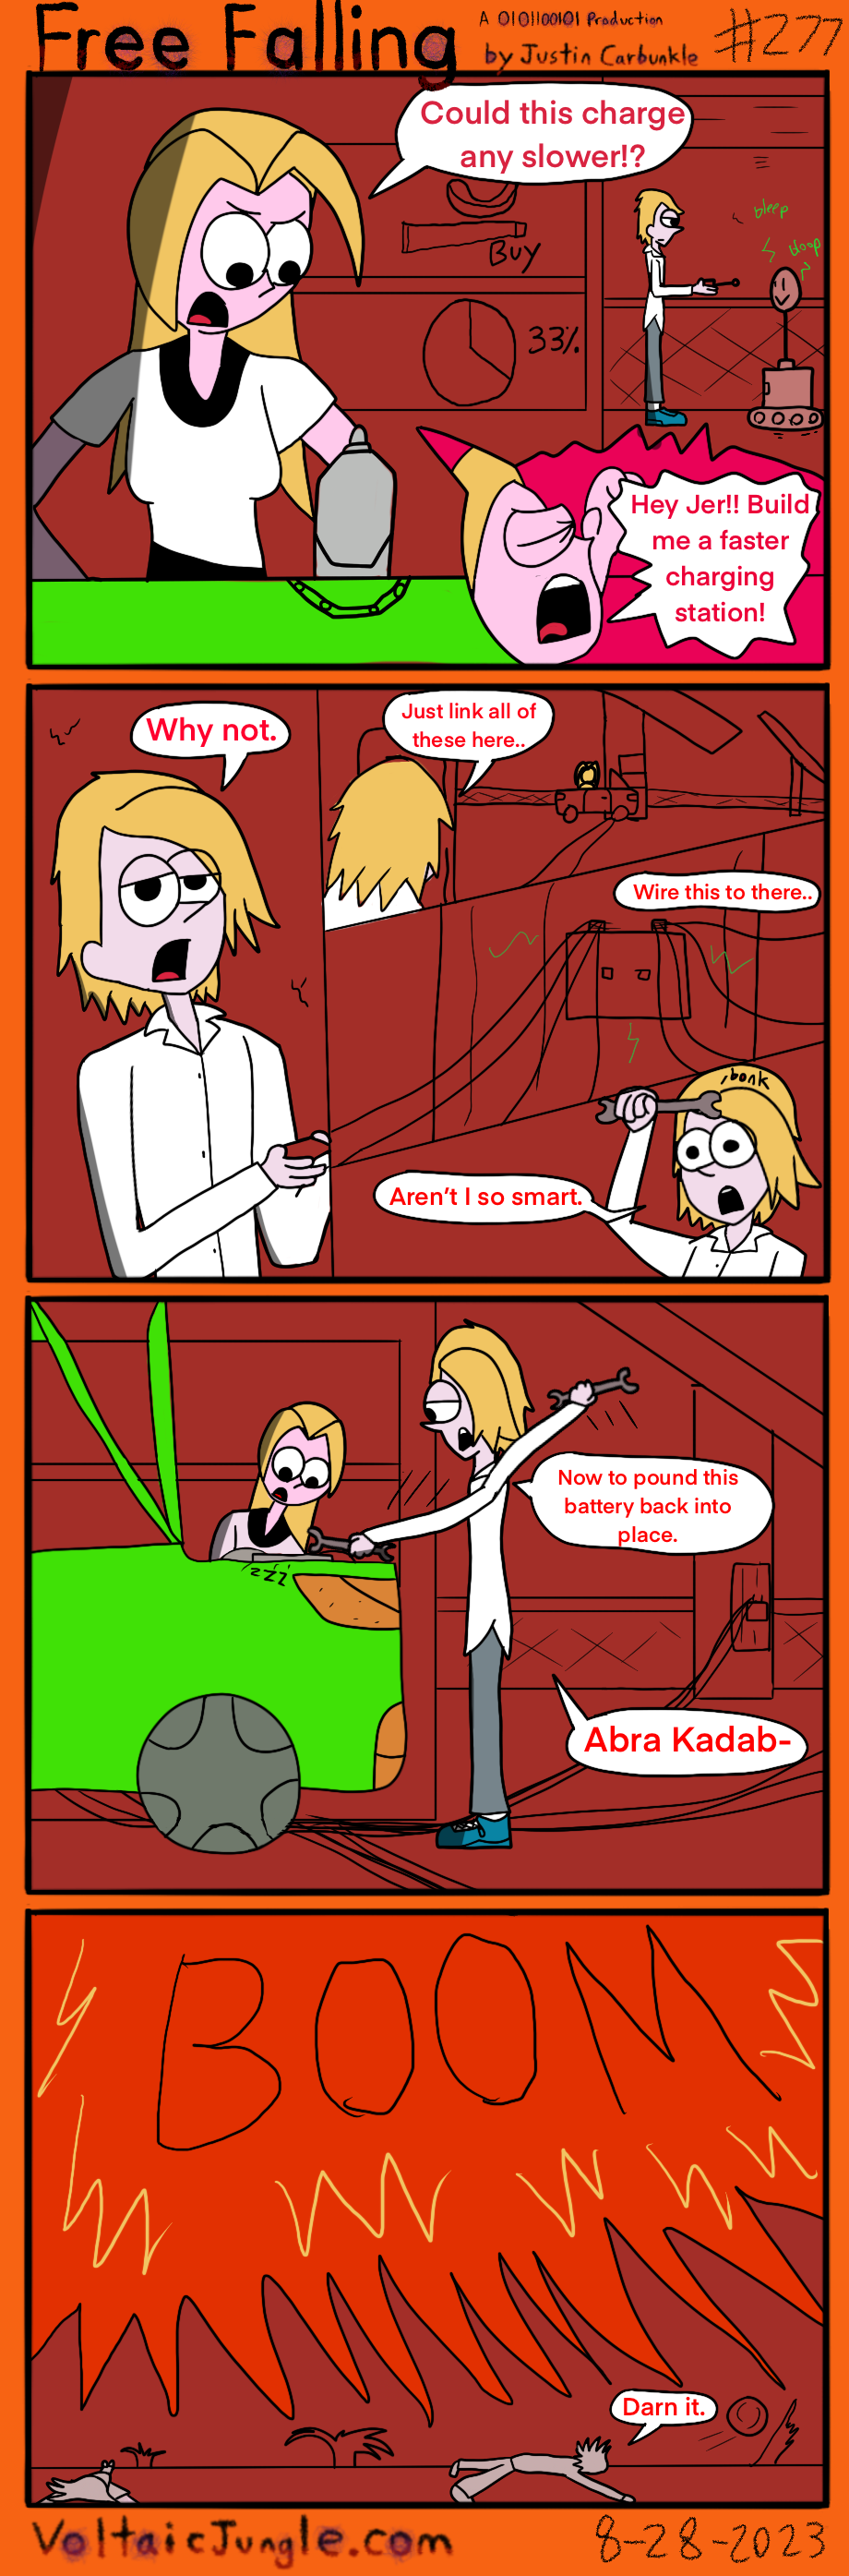 Free Falling
A 0101100101 Production
by Justin Carbunkle
#277
Could this charge
any slower!?
bleep
bloop
Buy
33%
Hey Jer!! Build
me a faster
charging
station!
Why not.
Just link all of
these here..
Wire this to there..
bonk
Aren't I so smart.
Now to pound this
battery back into
place.
zzz
Abra Kadab-
BOOM
Darn it.
VoltaicJungle.com
8-28-2023